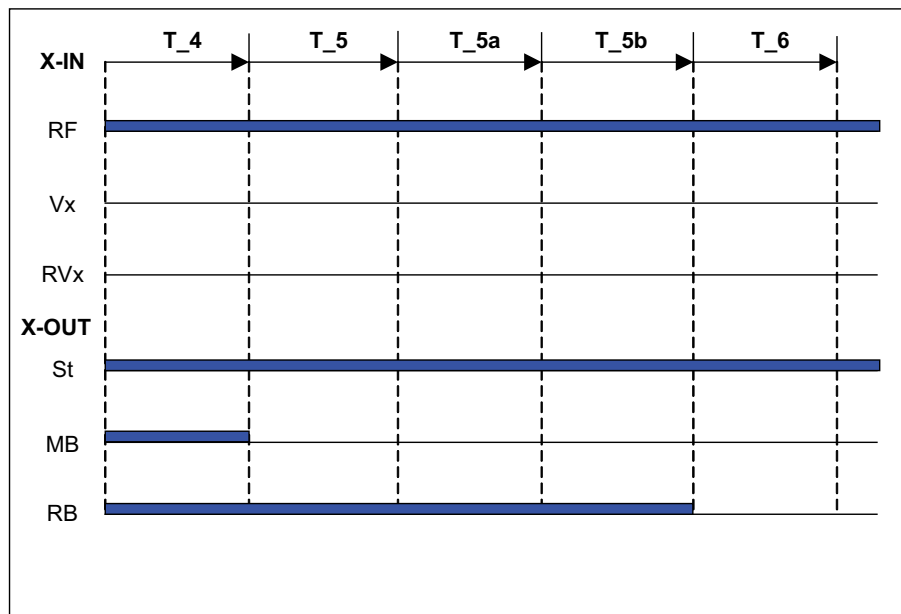 T_4 T_5 T_5a T_5b T_6
X-IN
RF
Vx
RVx
X-OUT
St
MB
RB